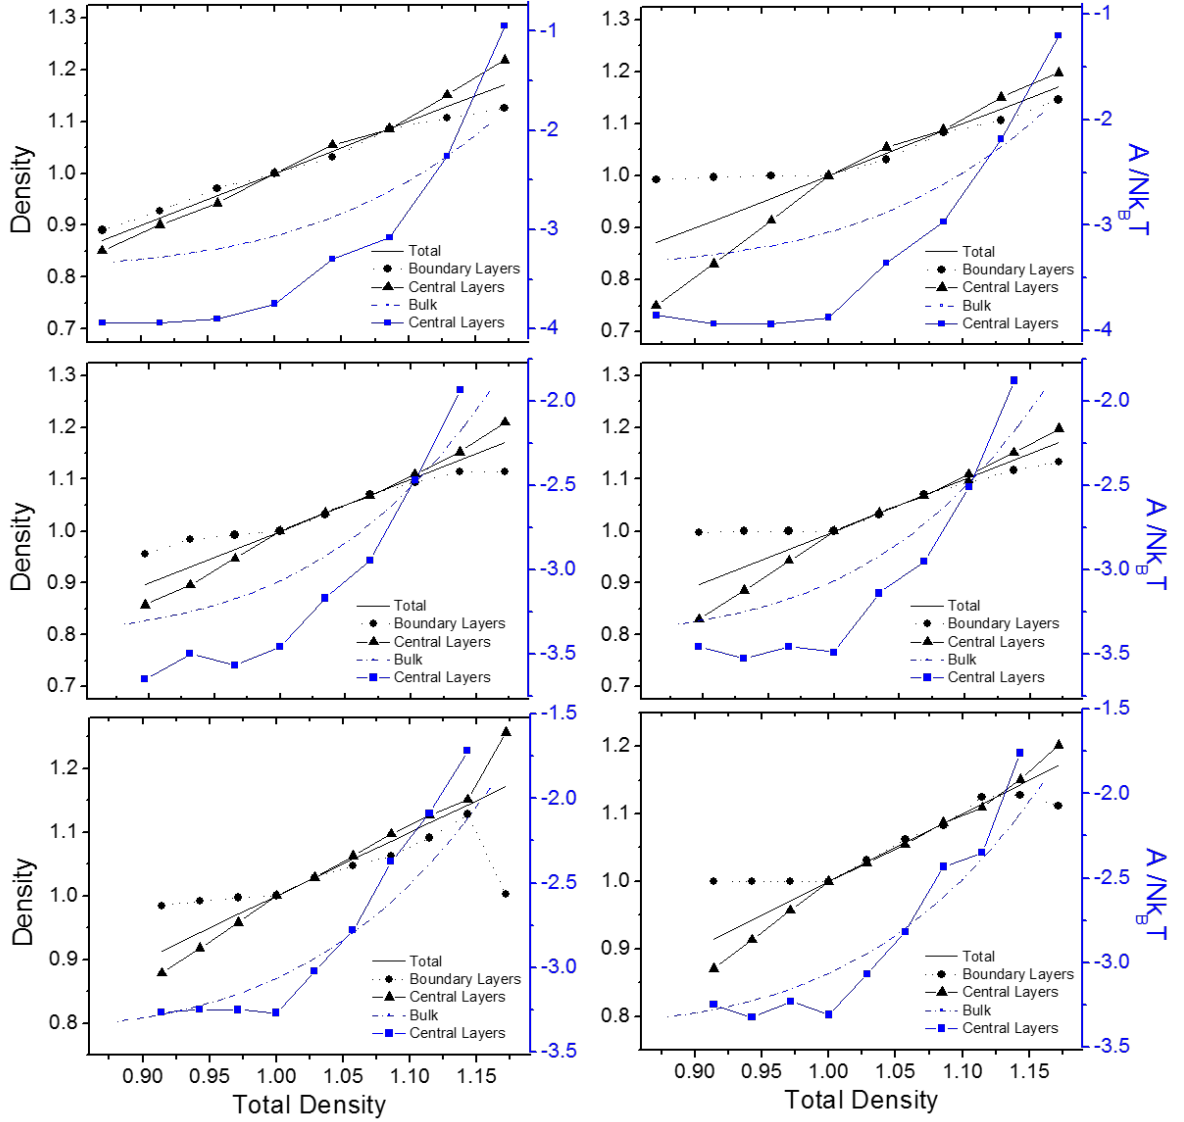 1.3
1.2
1.1
1.0
0.9
0.8
0.7
Density
-1
-2
-3
-4
Total
Boundary Layers
Central Layers
Bulk
Central Layers
1.3
1.2
1.1
1.0
0.9
0.8
0.7
-1
-2
-3
-4
A /Nk_BT
Total
Boundary Layers
Central Layers
Bulk
Central Layers
1.3
1.2
1.1
1.0
0.9
0.8
0.7
Density
-2.0
-2.5
-3.0
-3.5
Total
Boundary Layers
Central Layers
Bulk
Central Layers
1.3
1.2
1.1
1.0
0.9
0.8
0.7
-2.0
-2.5
-3.0
-3.5
A /Nk_BT
Total
Boundary Layers
Central Layers
Bulk
Central Layers
1.2
1.1
1.0
0.9
0.8
Density
-1.5
-2.0
-2.5
-3.0
-3.5
Total
Boundary Layers
Central Layers
Bulk
Central Layers
0.90 0.95 1.00 1.05 1.10 1.15
Total Density
1.2
1.1
1.0
0.9
0.8
-1.5
-2.0
-2.5
-3.0
-3.5
A /Nk_BT
Total
Boundary Layers
Central Layers
Bulk
Central Layers
0.90 0.95 1.00 1.05 1.10 1.15
Total Density